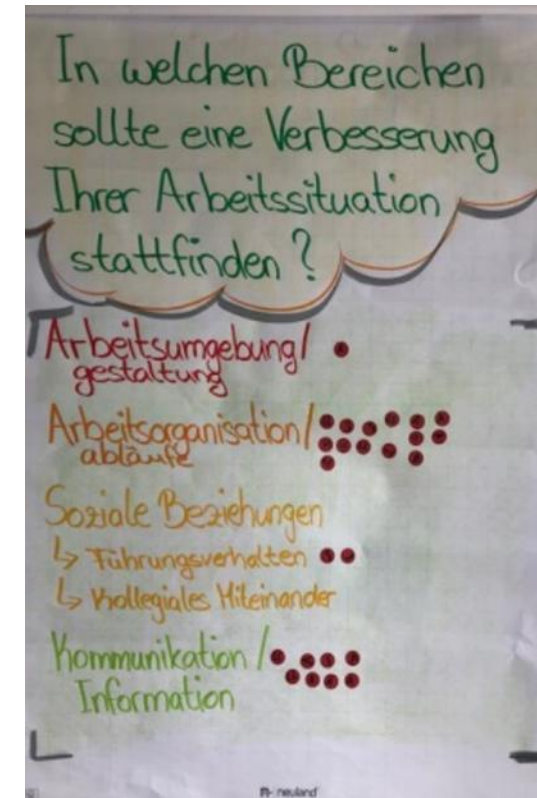 In welchen Bereichen
sollte eine Verbesserung
Ihrer Arbeitssituation
stattfinden?
Arbeitsumgebung/
gestaltung
Arbeitsorganisation/
abläufe
Soziale Beziehungen
↳ Führungsverhalten
↳ Kollegiales Miteinander
Kommunikation/
Information
neuland